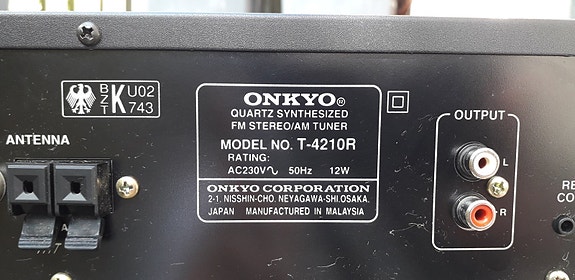 BZT K U02 743
ONKYO®
QUARTZ SYNTHESIZED
FM STEREO/AM TUNER
MODEL NO. T-4210R
RATING:
AC230V∿ 50Hz 12W
ONKYO CORPORATION
2-1. NISSHIN-CHO. NEYAGAWA-SHI.OSAKA.
JAPAN MANUFACTURED IN MALAYSIA
ANTENNA
A
OUTPUT
L
R